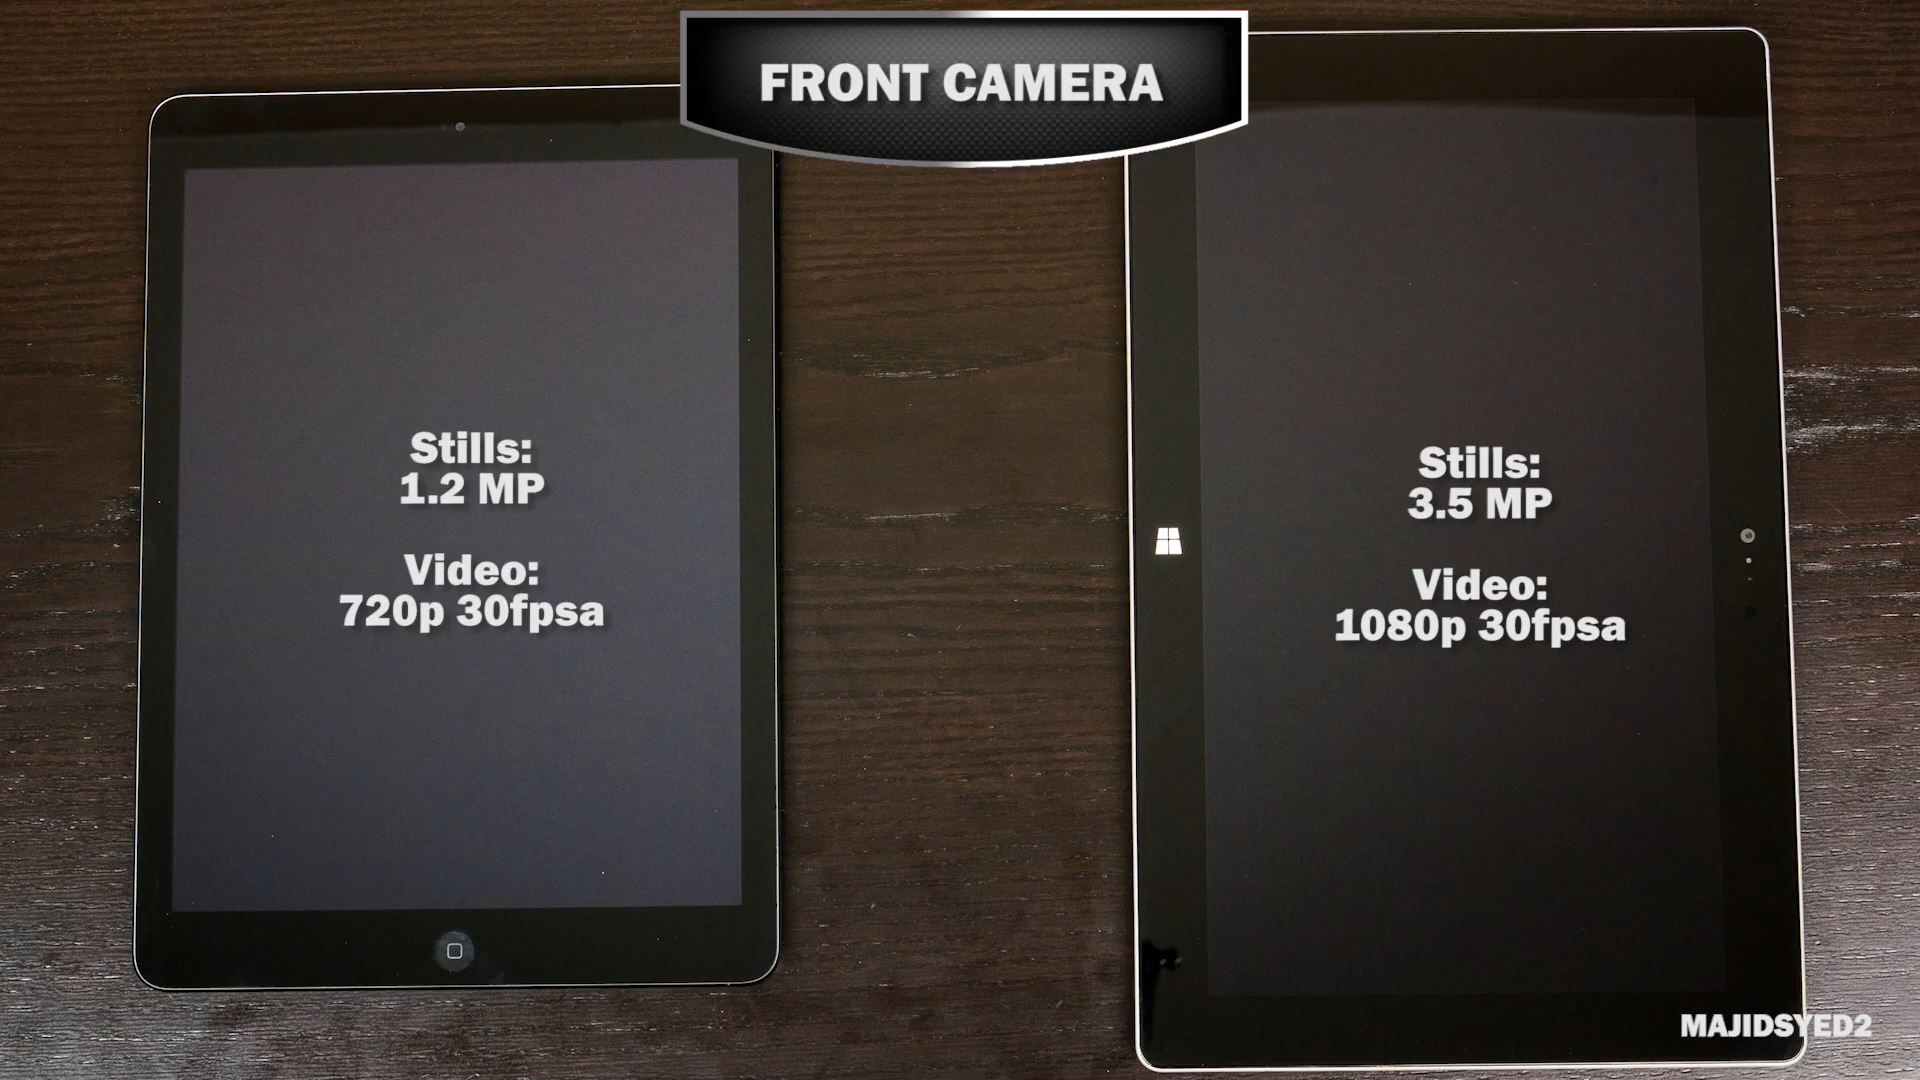 FRONT CAMERA
Stills:
1.2 MP
Video:
720p 30fpsa
Stills:
3.5 MP
Video:
1080p 30fpsa
MAJIDSYED2